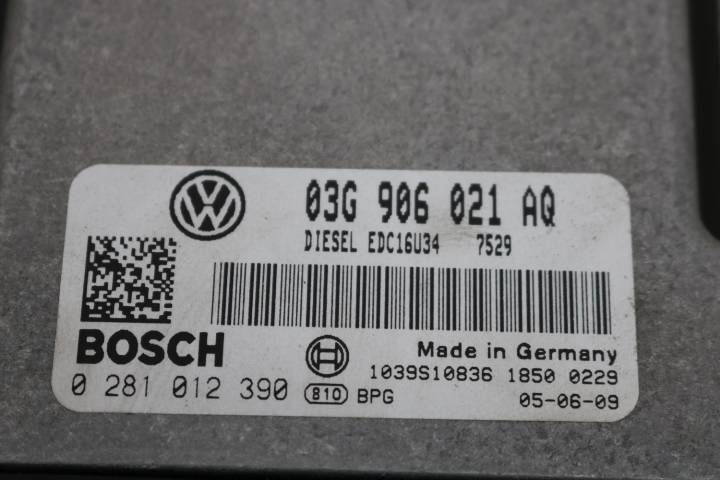 03G 906 021 AQ
DIESEL EDC16U34 7529
BOSCH
Made in Germany
1039S10836 1850 0229
0 281 012 390 810 BPG
05-06-09